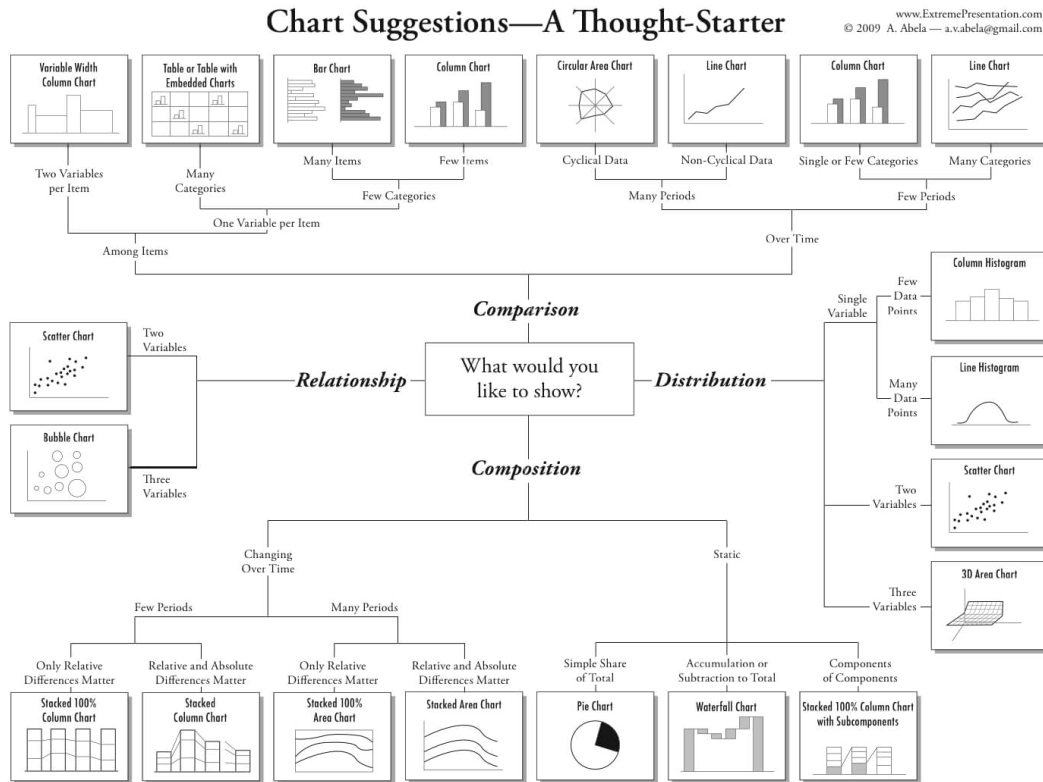 Chart Suggestions—A Thought-Starter
www.ExtremePresentation.com
© 2009 A. Abela — a.v.abela@gmail.com
Variable Width
Column Chart
Table or Table with
Embedded Charts
Bar Chart
Column Chart
Circular Area Chart
Line Chart
Column Chart
Line Chart
Two Variables
per Item
Many
Categories
Many Items
Few Items
Cyclical Data
Non-Cyclical Data
Single or Few Categories
Many Categories
Few Categories
Many Periods
Few Periods
One Variable per Item
Among Items
Over Time
Comparison
What would you
like to show?
Relationship
Two
Variables
Scatter Chart
Three
Variables
Bubble Chart
Distribution
Single
Variable
Few
Data
Points
Column Histogram
Many
Data
Points
Line Histogram
Two
Variables
Scatter Chart
Three
Variables
3D Area Chart
Composition
Changing
Over Time
Static
Few Periods
Many Periods
Only Relative
Differences Matter
Relative and Absolute
Differences Matter
Only Relative
Differences Matter
Relative and Absolute
Differences Matter
Simple Share
of Total
Accumulation or
Subtraction to Total
Components
of Components
Stacked 100%
Column Chart
Stacked
Column Chart
Stacked 100%
Area Chart
Stacked Area Chart
Pie Chart
Waterfall Chart
Stacked 100% Column Chart
with Subcomponents